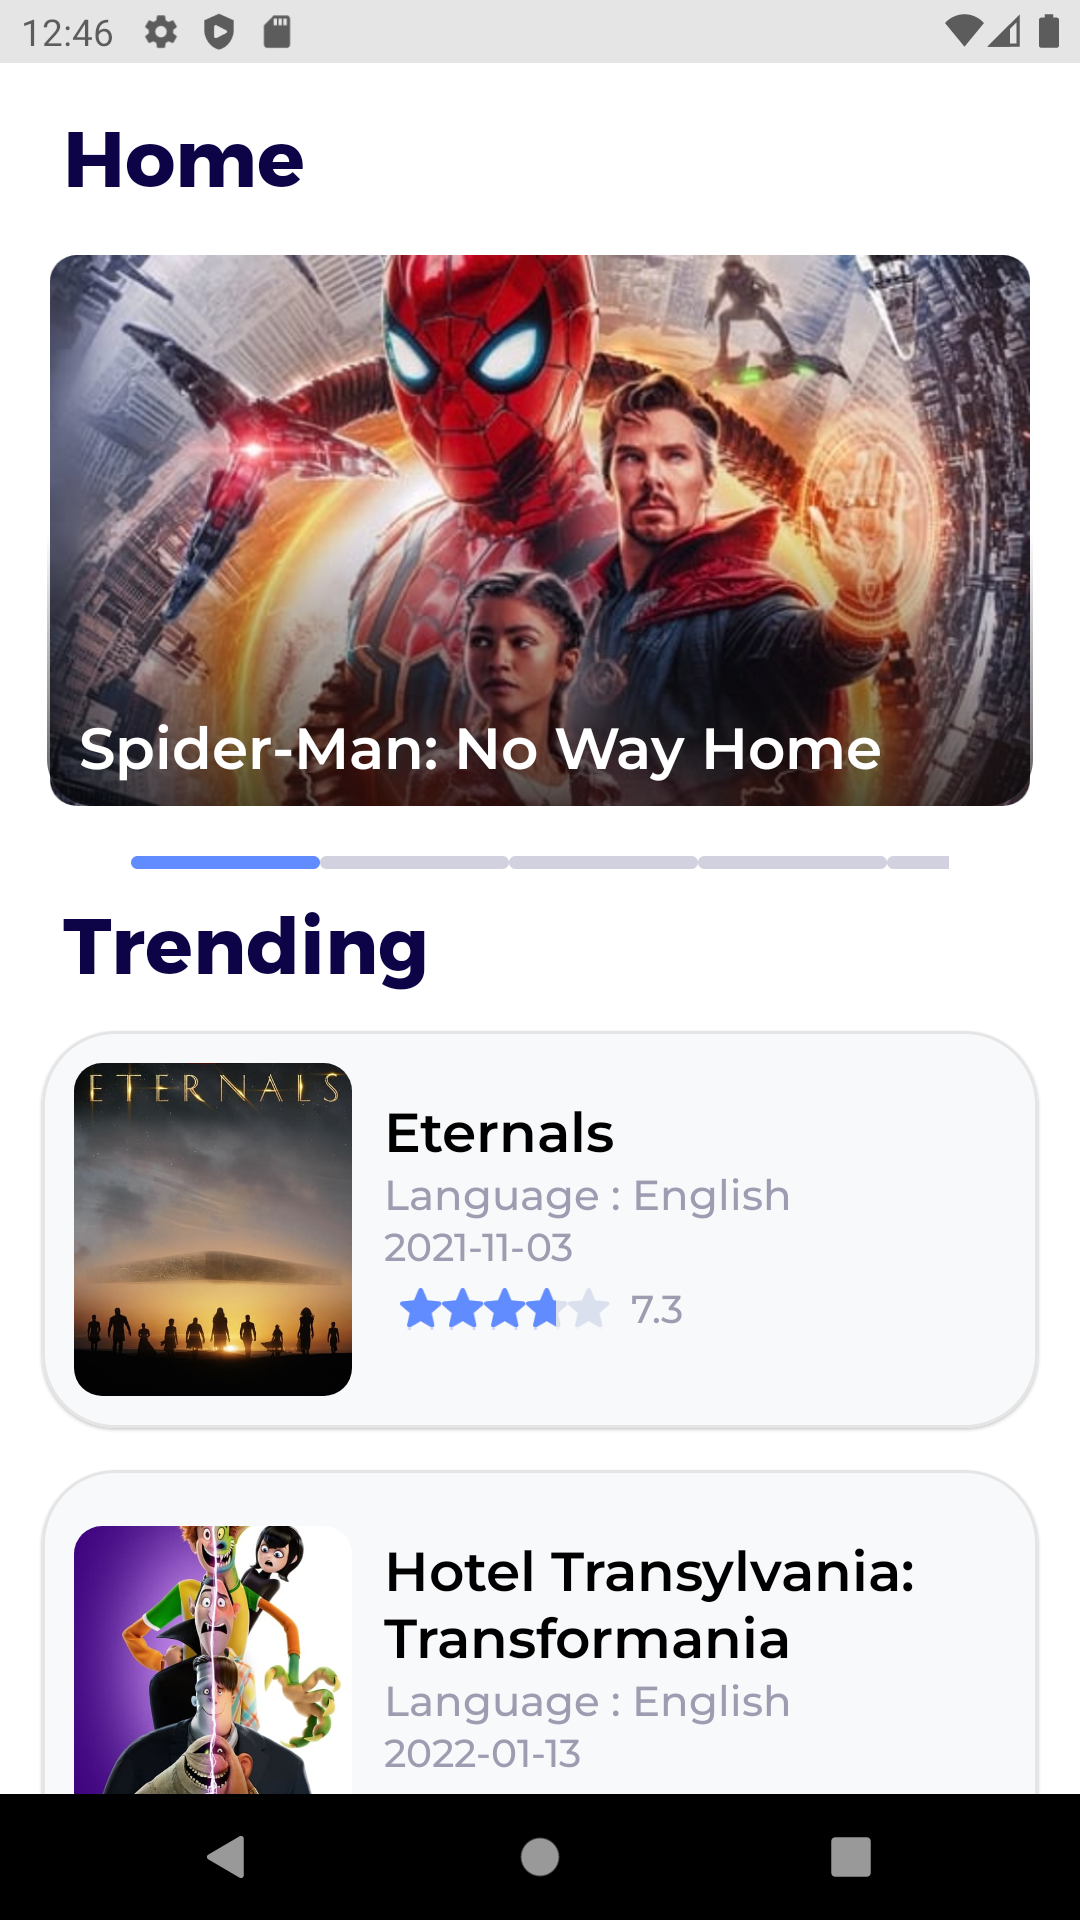 12:46
Home
Spider-Man: No Way Home
Trending
ETERNALS
Eternals
Language : English
2021-11-03
7.3
Hotel Transylvania:
Transformania
Language : English
2022-01-13